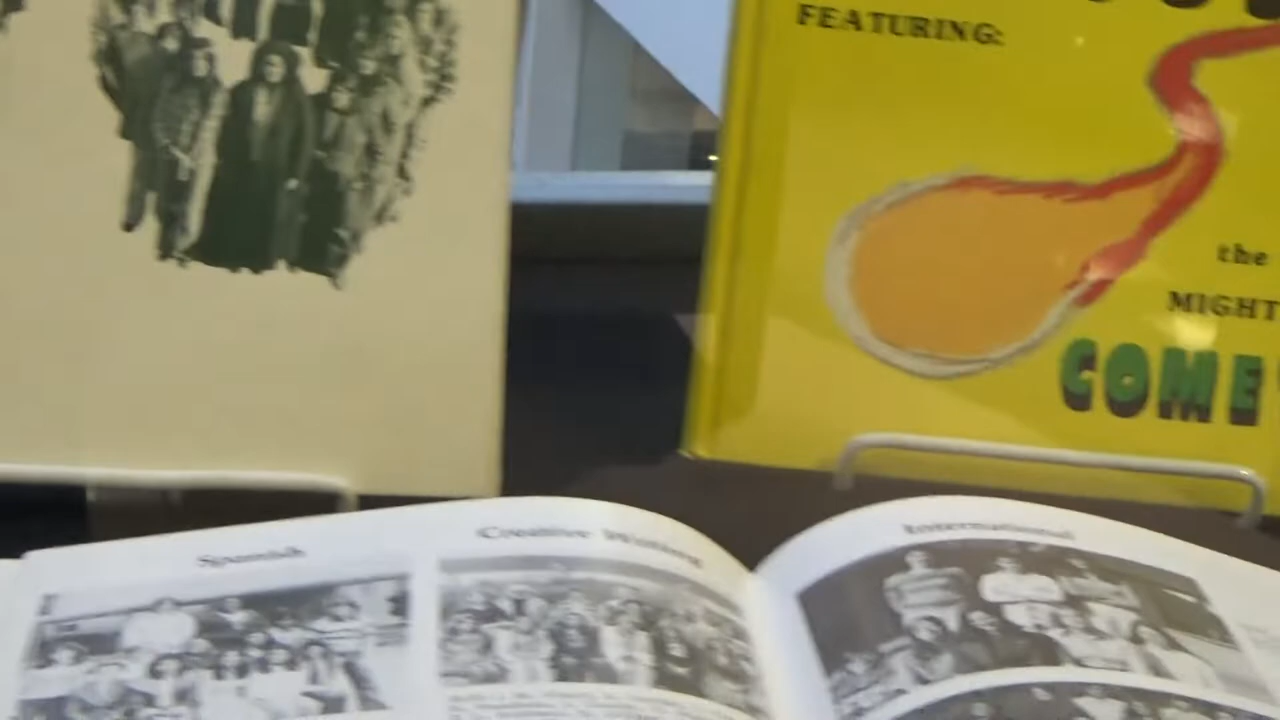 FEATURING:
the
MIGHT
COME
Spanish
Creative Writing
International